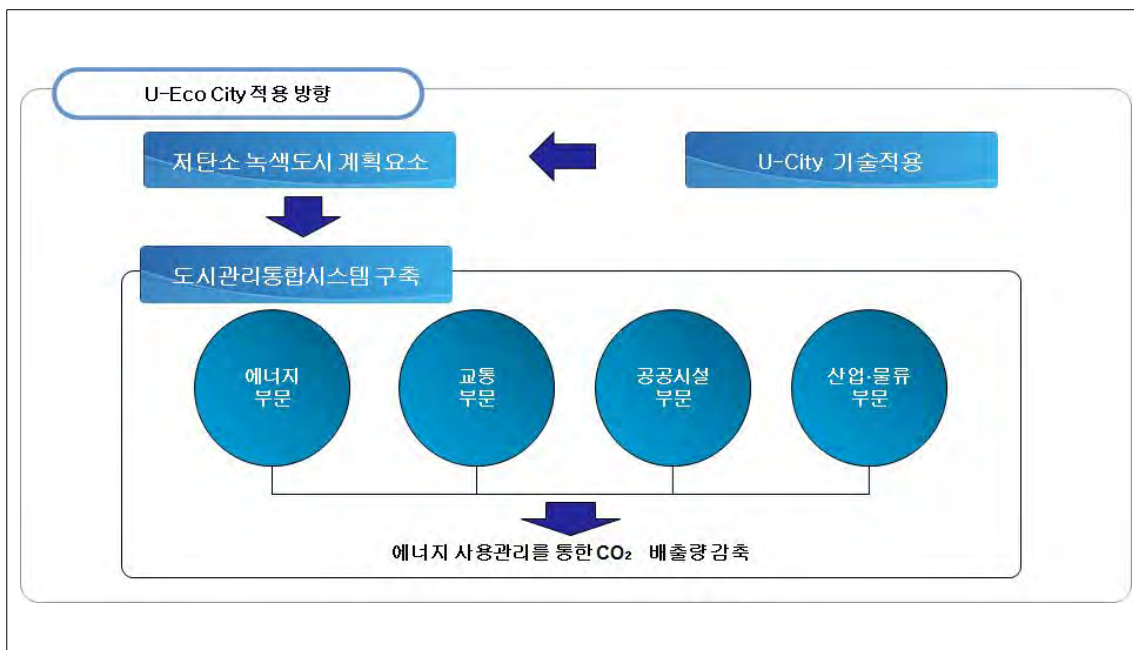 U-Eco City 적용 방향
저탄소 녹색도시 계획요소
U-City 기술적용
도시관리통합시스템 구축
에너지
부문
교통
부문
공공시설
부문
산업·물류
부문
에너지 사용관리를 통한 CO₂ 배출량 감축